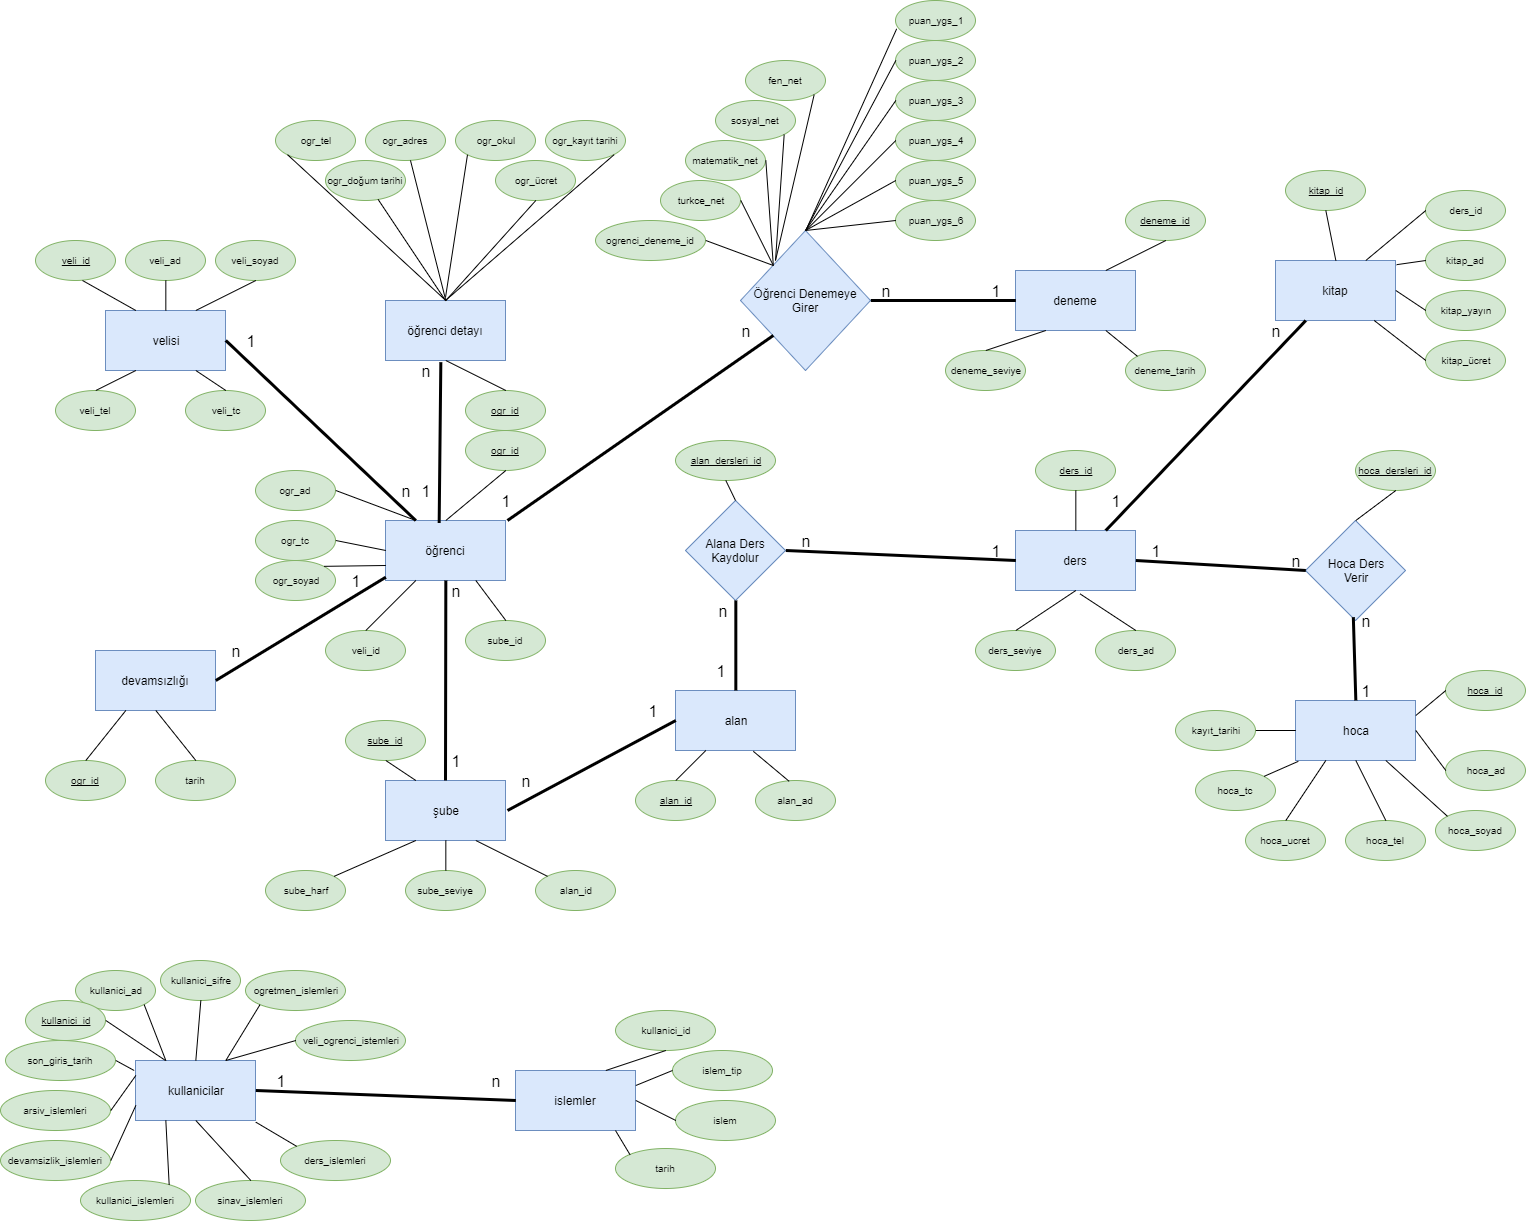 puan_ygs_1
puan_ygs_2
fen_net
puan_ygs_3
sosyal_net
puan_ygs_4
ogr_tel
ogr_adres
ogr_okul
ogr_kayıt tarihi
matematik_net
puan_ygs_5
ogr_doğum tarihi
ogr_ücret
kitap_id
turkce_net
puan_ygs_6
ders_id
deneme_id
ogrenci_deneme_id
veli_id
veli_ad
veli_soyad
kitap_ad
Öğrenci Denemeye
Girer
n
1
deneme
kitap
kitap_yayın
velisi
1
öğrenci detayı
n
n
kitap_ücret
n
deneme_seviye
deneme_tarih
veli_tel
veli_tc
ogr_id
ogr_id
alan_dersleri_id
ders_id
hoca_dersleri_id
ogr_ad
n
1
1
1
ogr_tc
öğrenci
Alana Ders
Kaydolur
n
1
ders
1
n
Hoca Ders
Verir
ogr_soyad
1
n
n
n
veli_id
sube_id
ders_seviye
ders_ad
n
devamsızlığı
1
1
hoca_id
1
alan
kayıt_tarihi
hoca
sube_id
1
hoca_ad
ogr_id
tarih
n
hoca_tc
şube
alan_id
alan_ad
hoca_ucret
hoca_tel
hoca_soyad
sube_harf
sube_seviye
alan_id
kullanici_sifre
kullanici_ad
ogretmen_islemleri
kullanici_id
kullanici_id
veli_ogrenci_istemleri
son_giris_tarih
islem_tip
kullanicilar
1
n
islemler
arsiv_islemleri
islem
devamsizlik_islemleri
ders_islemleri
tarih
kullanici_islemleri
sinav_islemleri